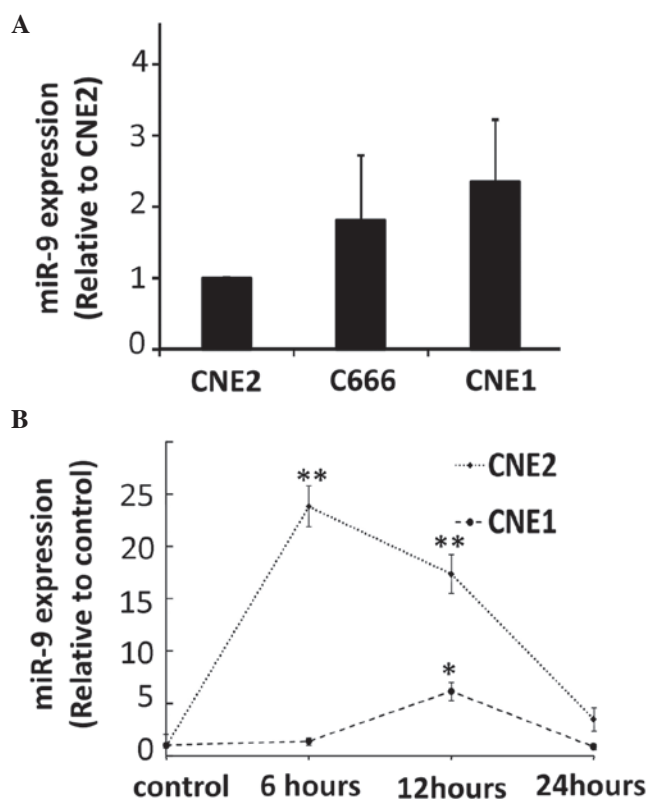 A
miR-9 expression
(Relative to CNE2)
4
3
2
1
0
CNE2 C666 CNE1
B
miR-9 expression
(Relative to control)
25
20
15
10
5
0
**
**
*
CNE2
CNE1
control 6 hours 12hours 24hours